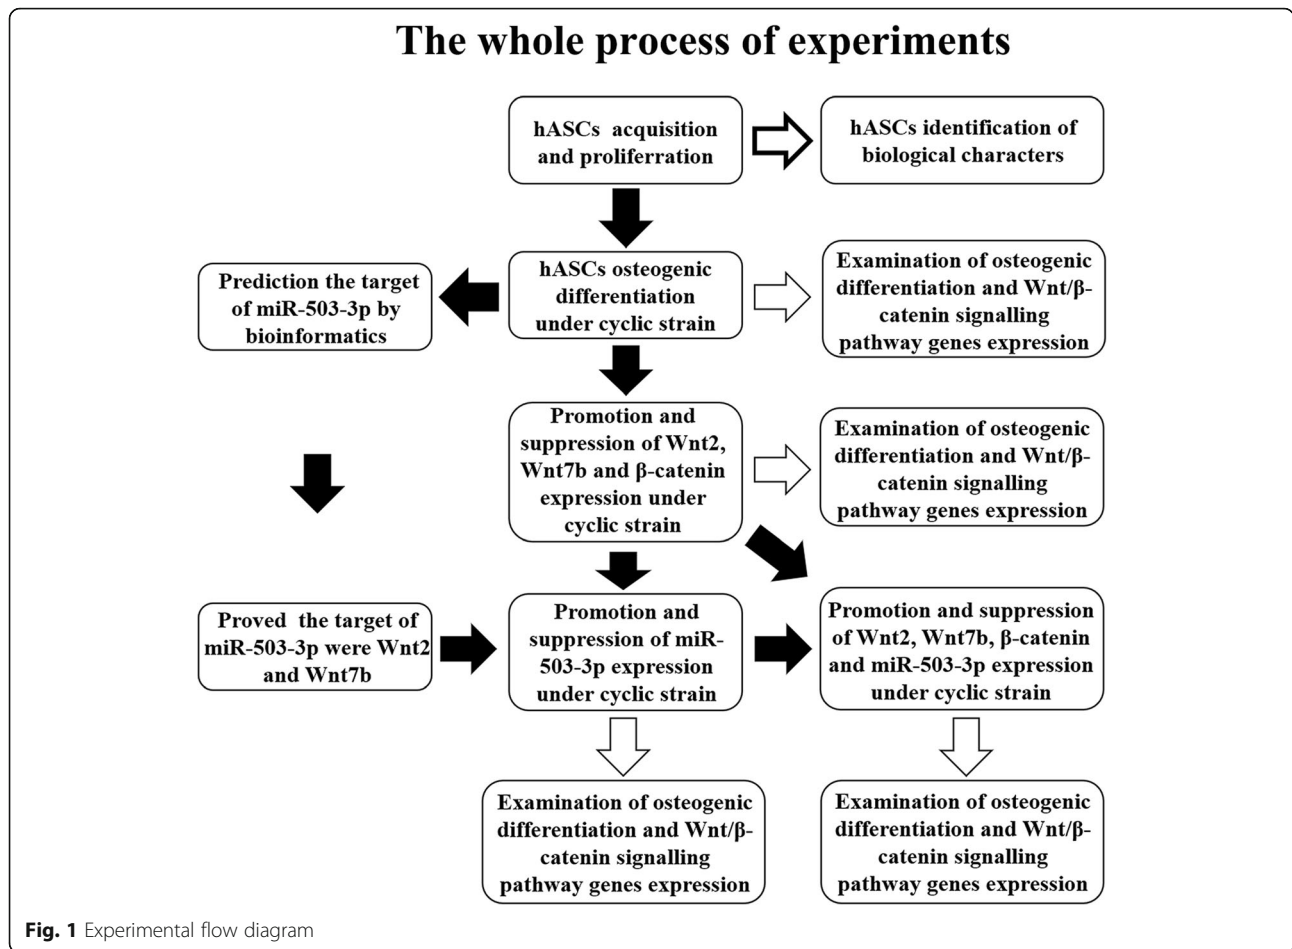 The whole process of experiments
hASCs acquisition
and proliferration
hASCs identification of
biological characters
Prediction the target
of miR-503-3p by
bioinformatics
hASCs osteogenic
differentiation
under cyclic strain
Examination of osteogenic
differentiation and Wnt/β-
catenin signalling
pathway genes expression
Promotion and
suppression of Wnt2,
Wnt7b and β-catenin
expression under
cyclic strain
Examination of osteogenic
differentiation and Wnt/β-
catenin signalling
pathway genes expression
Proved the target of
miR-503-3p were Wnt2
and Wnt7b
Promotion and
suppression of miR-
503-3p expression
under cyclic strain
Promotion and suppression
of Wnt2, Wnt7b, β-catenin
and miR-503-3p expression
under cyclic strain
Examination of osteogenic
differentiation and Wnt/β-
catenin signalling
pathway genes expression
Examination of osteogenic
differentiation and Wnt/β-
catenin signalling
pathway genes expression
Fig. 1 Experimental flow diagram